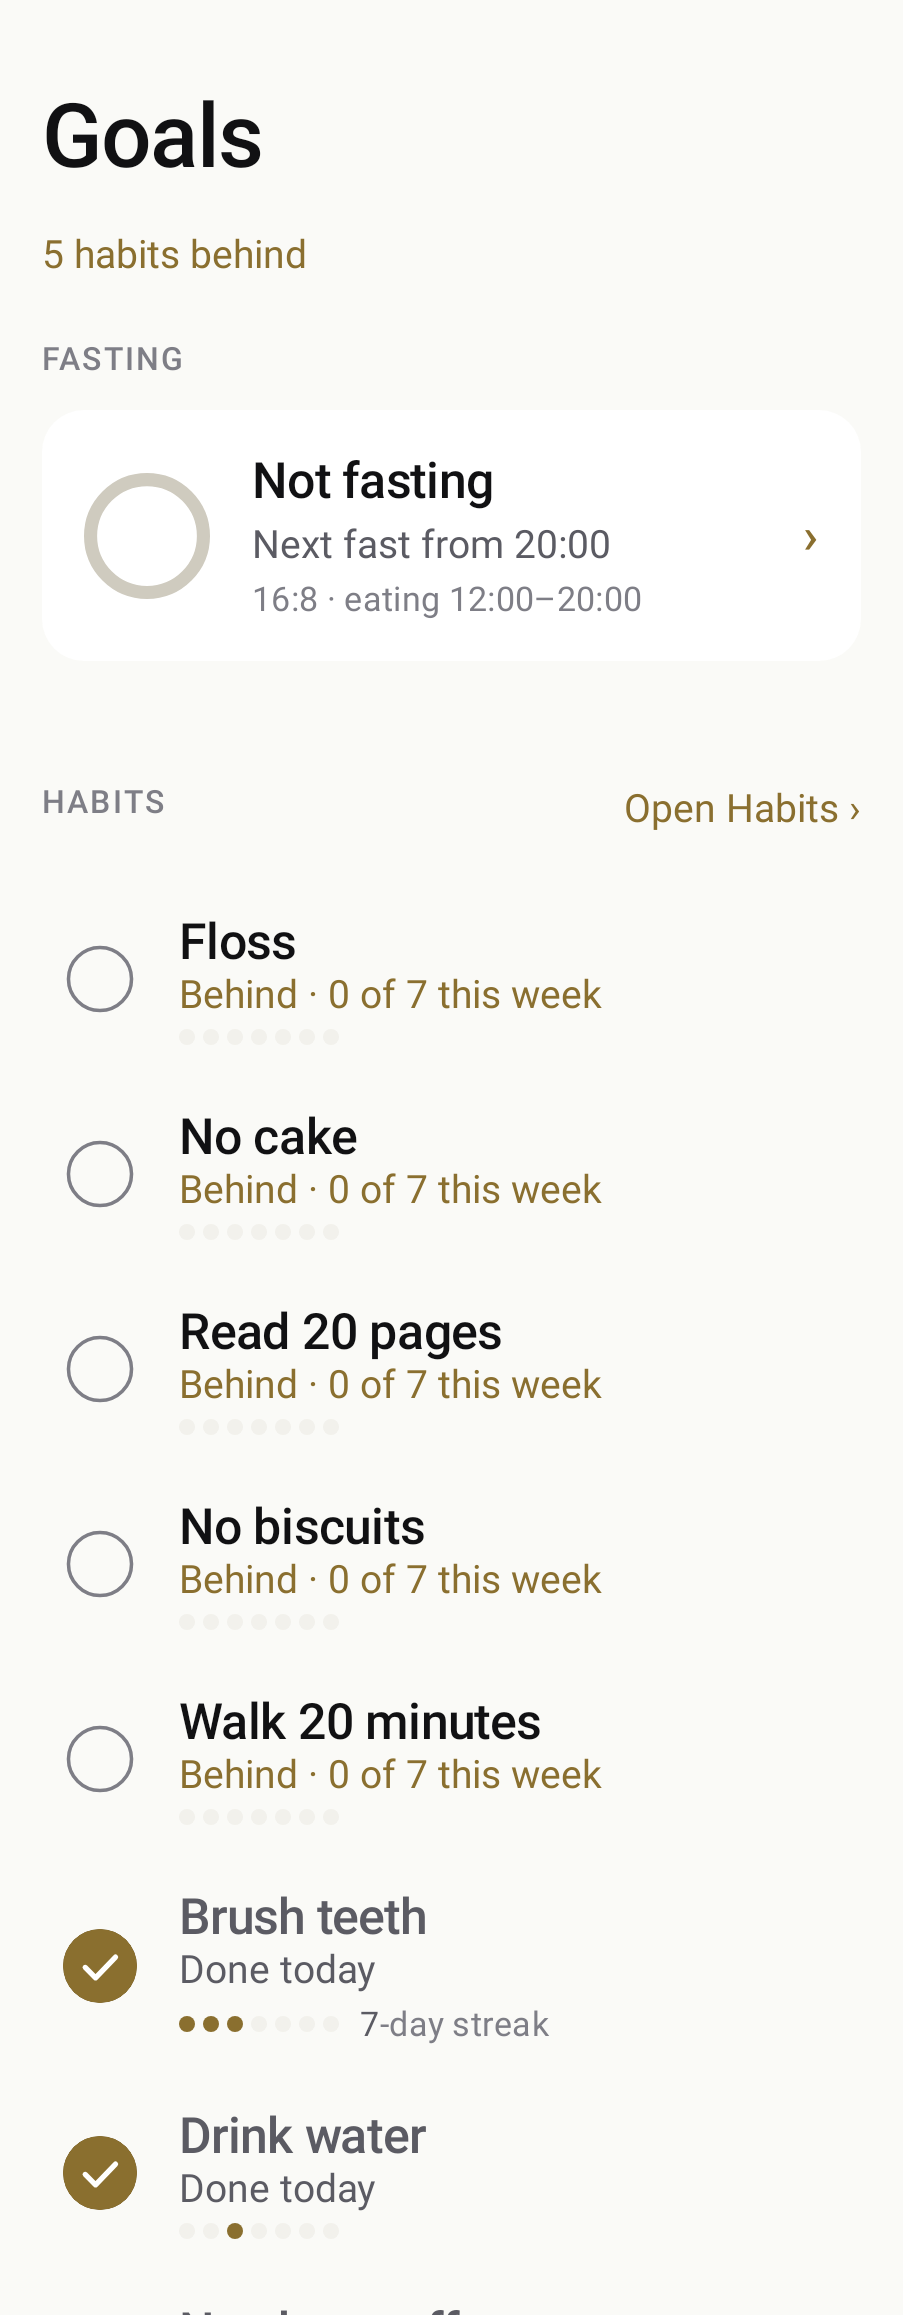 Goals
5 habits behind
FASTING
Not fasting
Next fast from 20:00
16:8 · eating 12:00–20:00
›
HABITS
Open Habits ›
Floss
Behind · 0 of 7 this week
No cake
Behind · 0 of 7 this week
Read 20 pages
Behind · 0 of 7 this week
No biscuits
Behind · 0 of 7 this week
Walk 20 minutes
Behind · 0 of 7 this week
Brush teeth
Done today
7-day streak
Drink water
Done today